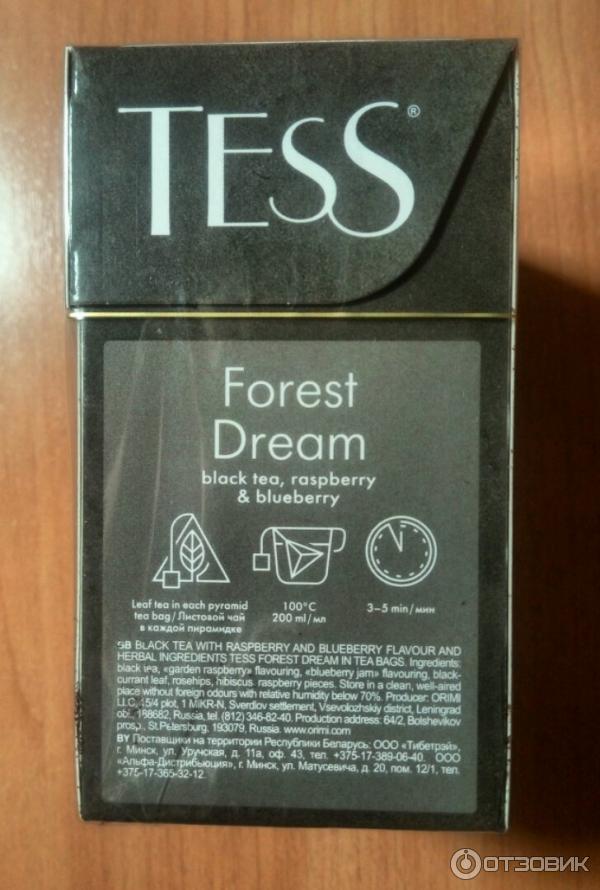 TESS®
Forest
Dream
black tea, raspberry
& blueberry
Leaf tea in each pyramid
tea bag/Листовой чай
в каждой пирамидке
100°C
200 ml/мл
3–5 min/мин
GB BLACK TEA WITH RASPBERRY AND BLUEBERRY FLAVOUR AND
HERBAL INGREDIENTS TESS FOREST DREAM IN TEA BAGS. Ingredients:
black tea, «garden raspberry» flavouring, «blueberry jam» flavouring, black-
currant leaf, rosehips, hibiscus, raspberry pieces. Store in a clean, well-aired
place without foreign odours with relative humidity below 70%. Producer: ORIMI
LLC, 15/4 plot, 1 MIKR-N, Sverdlov settlement, Vsevolozhskiy district, Leningrad
obl., 188682, Russia, tel. (812) 346-82-40. Production address: 64/2, Bolshevikov
prosp., St.Petersburg, 193079, Russia. www.orimi.com
BY Поставщики на территории Республики Беларусь: ООО «Тибетрэй»,
г. Минск, ул. Уручская, д. 11а, оф. 43, тел. +375-17-389-06-40. ООО
«Альфа-Дистрибьюция», г. Минск, ул. Матусевича, д. 20, пом. 12/1, тел.
+375-17-365-32-12.
ОТЗОВИК